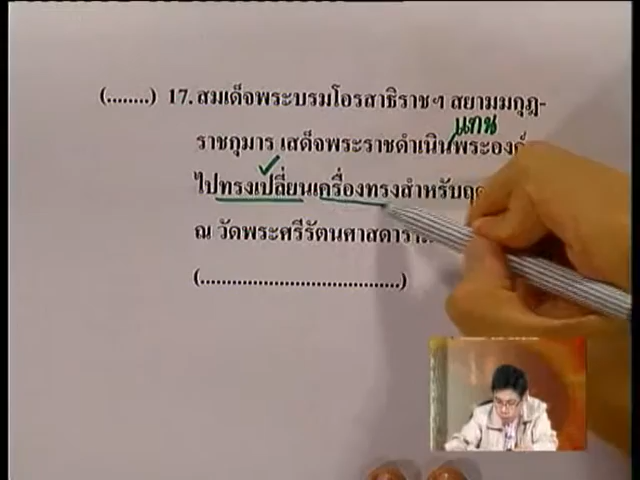 (........) 17. สมเด็จพระบรมโอรสาธิราชฯ สยามมกุฎ-
แทน
ราชกุมาร เสด็จพระราชดำเนินพระองค์
ไปทรงเปลี่ยนเครื่องทรงสำหรับฤดู
ณ วัดพระศรีรัตนศาสดาราม
(.......................................)